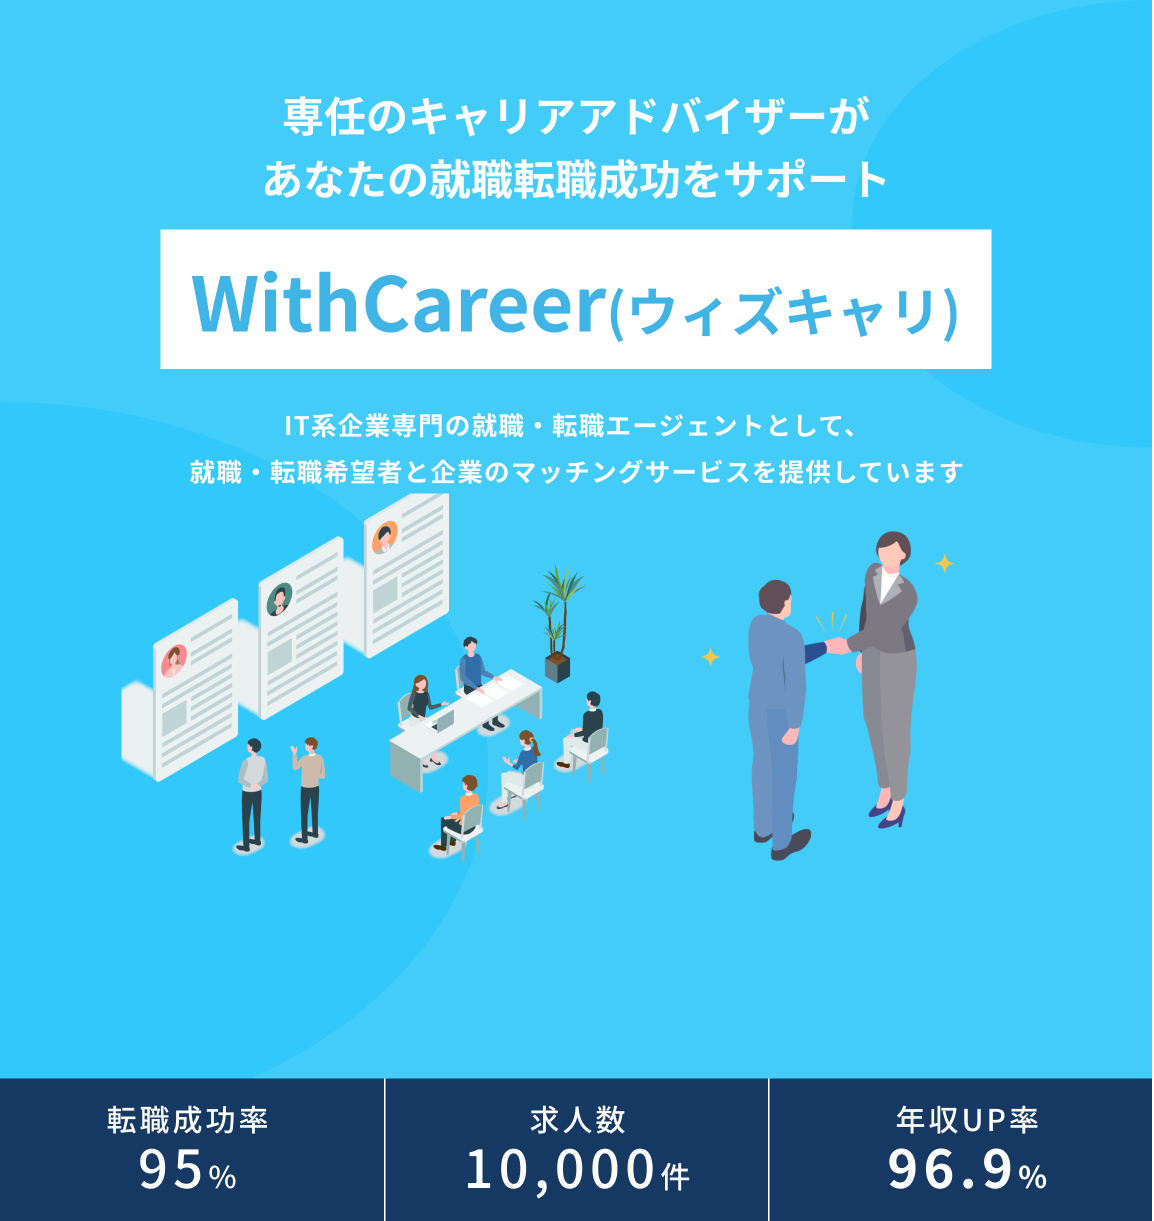 専任のキャリアアドバイザーが
あなたの就職転職成功をサポート
WithCareer(ウィズキャリ)
IT系企業専門の就職・転職エージェントとして、
就職・転職希望者と企業のマッチングサービスを提供しています
転職成功率
95%
求人数
10,000件
年収UP率
96.9%